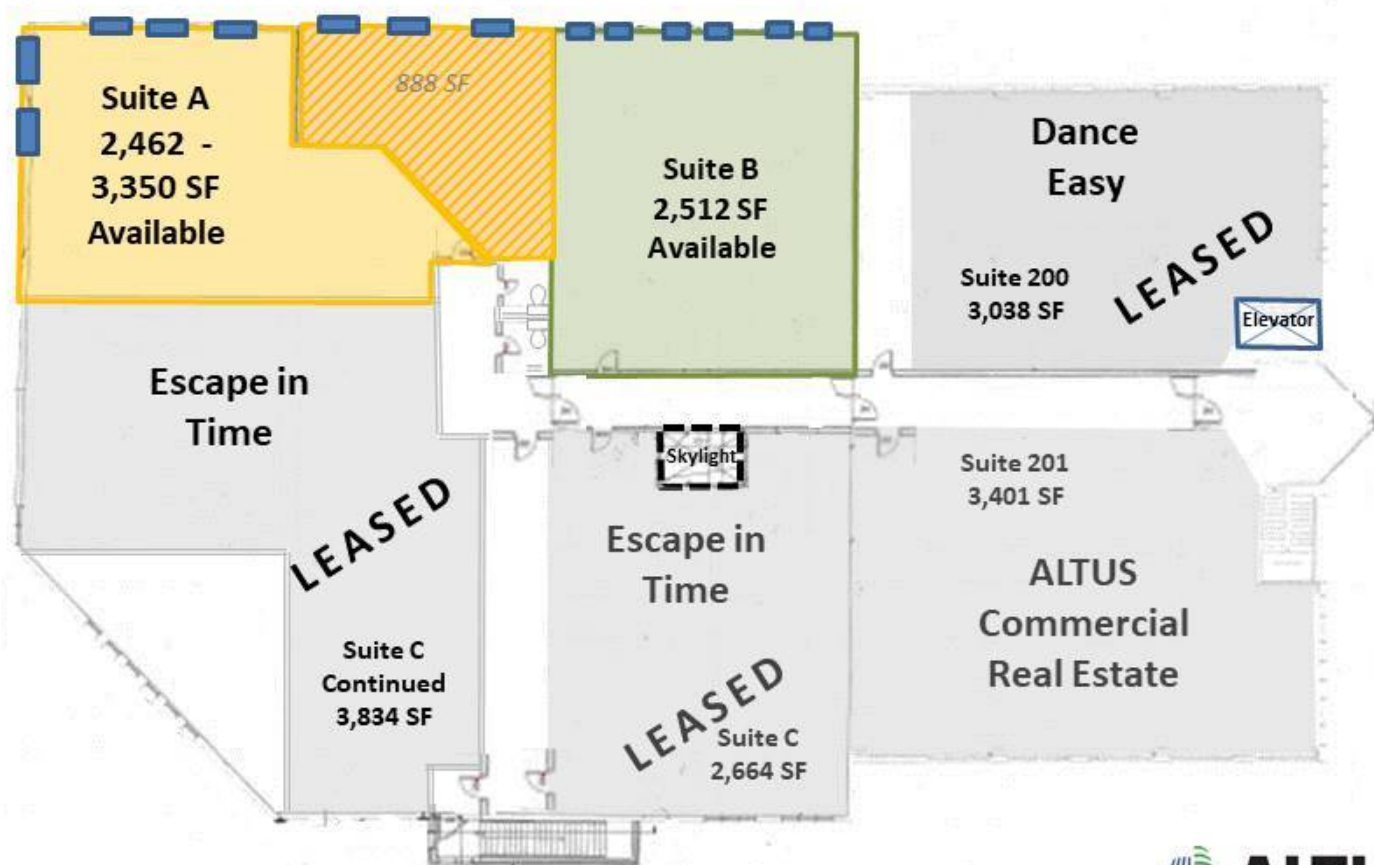 Suite A
2,462 -
3,350 SF
Available
888 SF
Suite B
2,512 SF
Available
Dance
Easy
LEASED
Suite 200
3,038 SF
Elevator
Escape in
Time
LEASED
Suite C
Continued
3,834 SF
Skylight
Escape in
Time
LEASED
Suite C
2,664 SF
Suite 201
3,401 SF
ALTUS
Commercial
Real Estate